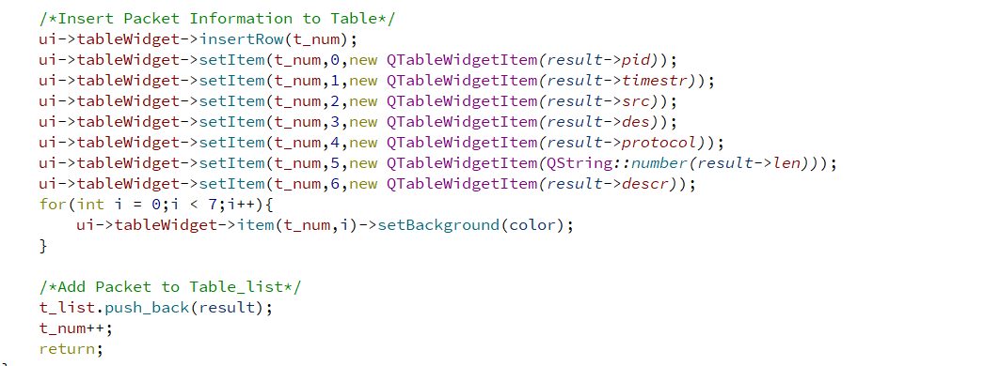 /*Insert Packet Information to Table*/
ui->tableWidget->insertRow(t_num);
ui->tableWidget->setItem(t_num,0,new QTableWidgetItem(result->pid));
ui->tableWidget->setItem(t_num,1,new QTableWidgetItem(result->timestr));
ui->tableWidget->setItem(t_num,2,new QTableWidgetItem(result->src));
ui->tableWidget->setItem(t_num,3,new QTableWidgetItem(result->des));
ui->tableWidget->setItem(t_num,4,new QTableWidgetItem(result->protocol));
ui->tableWidget->setItem(t_num,5,new QTableWidgetItem(QString::number(result->len)));
ui->tableWidget->setItem(t_num,6,new QTableWidgetItem(result->descr));
for(int i = 0;i < 7;i++){
    ui->tableWidget->item(t_num,i)->setBackground(color);
}
/*Add Packet to Table_list*/
t_list.push_back(result);
t_num++;
return;